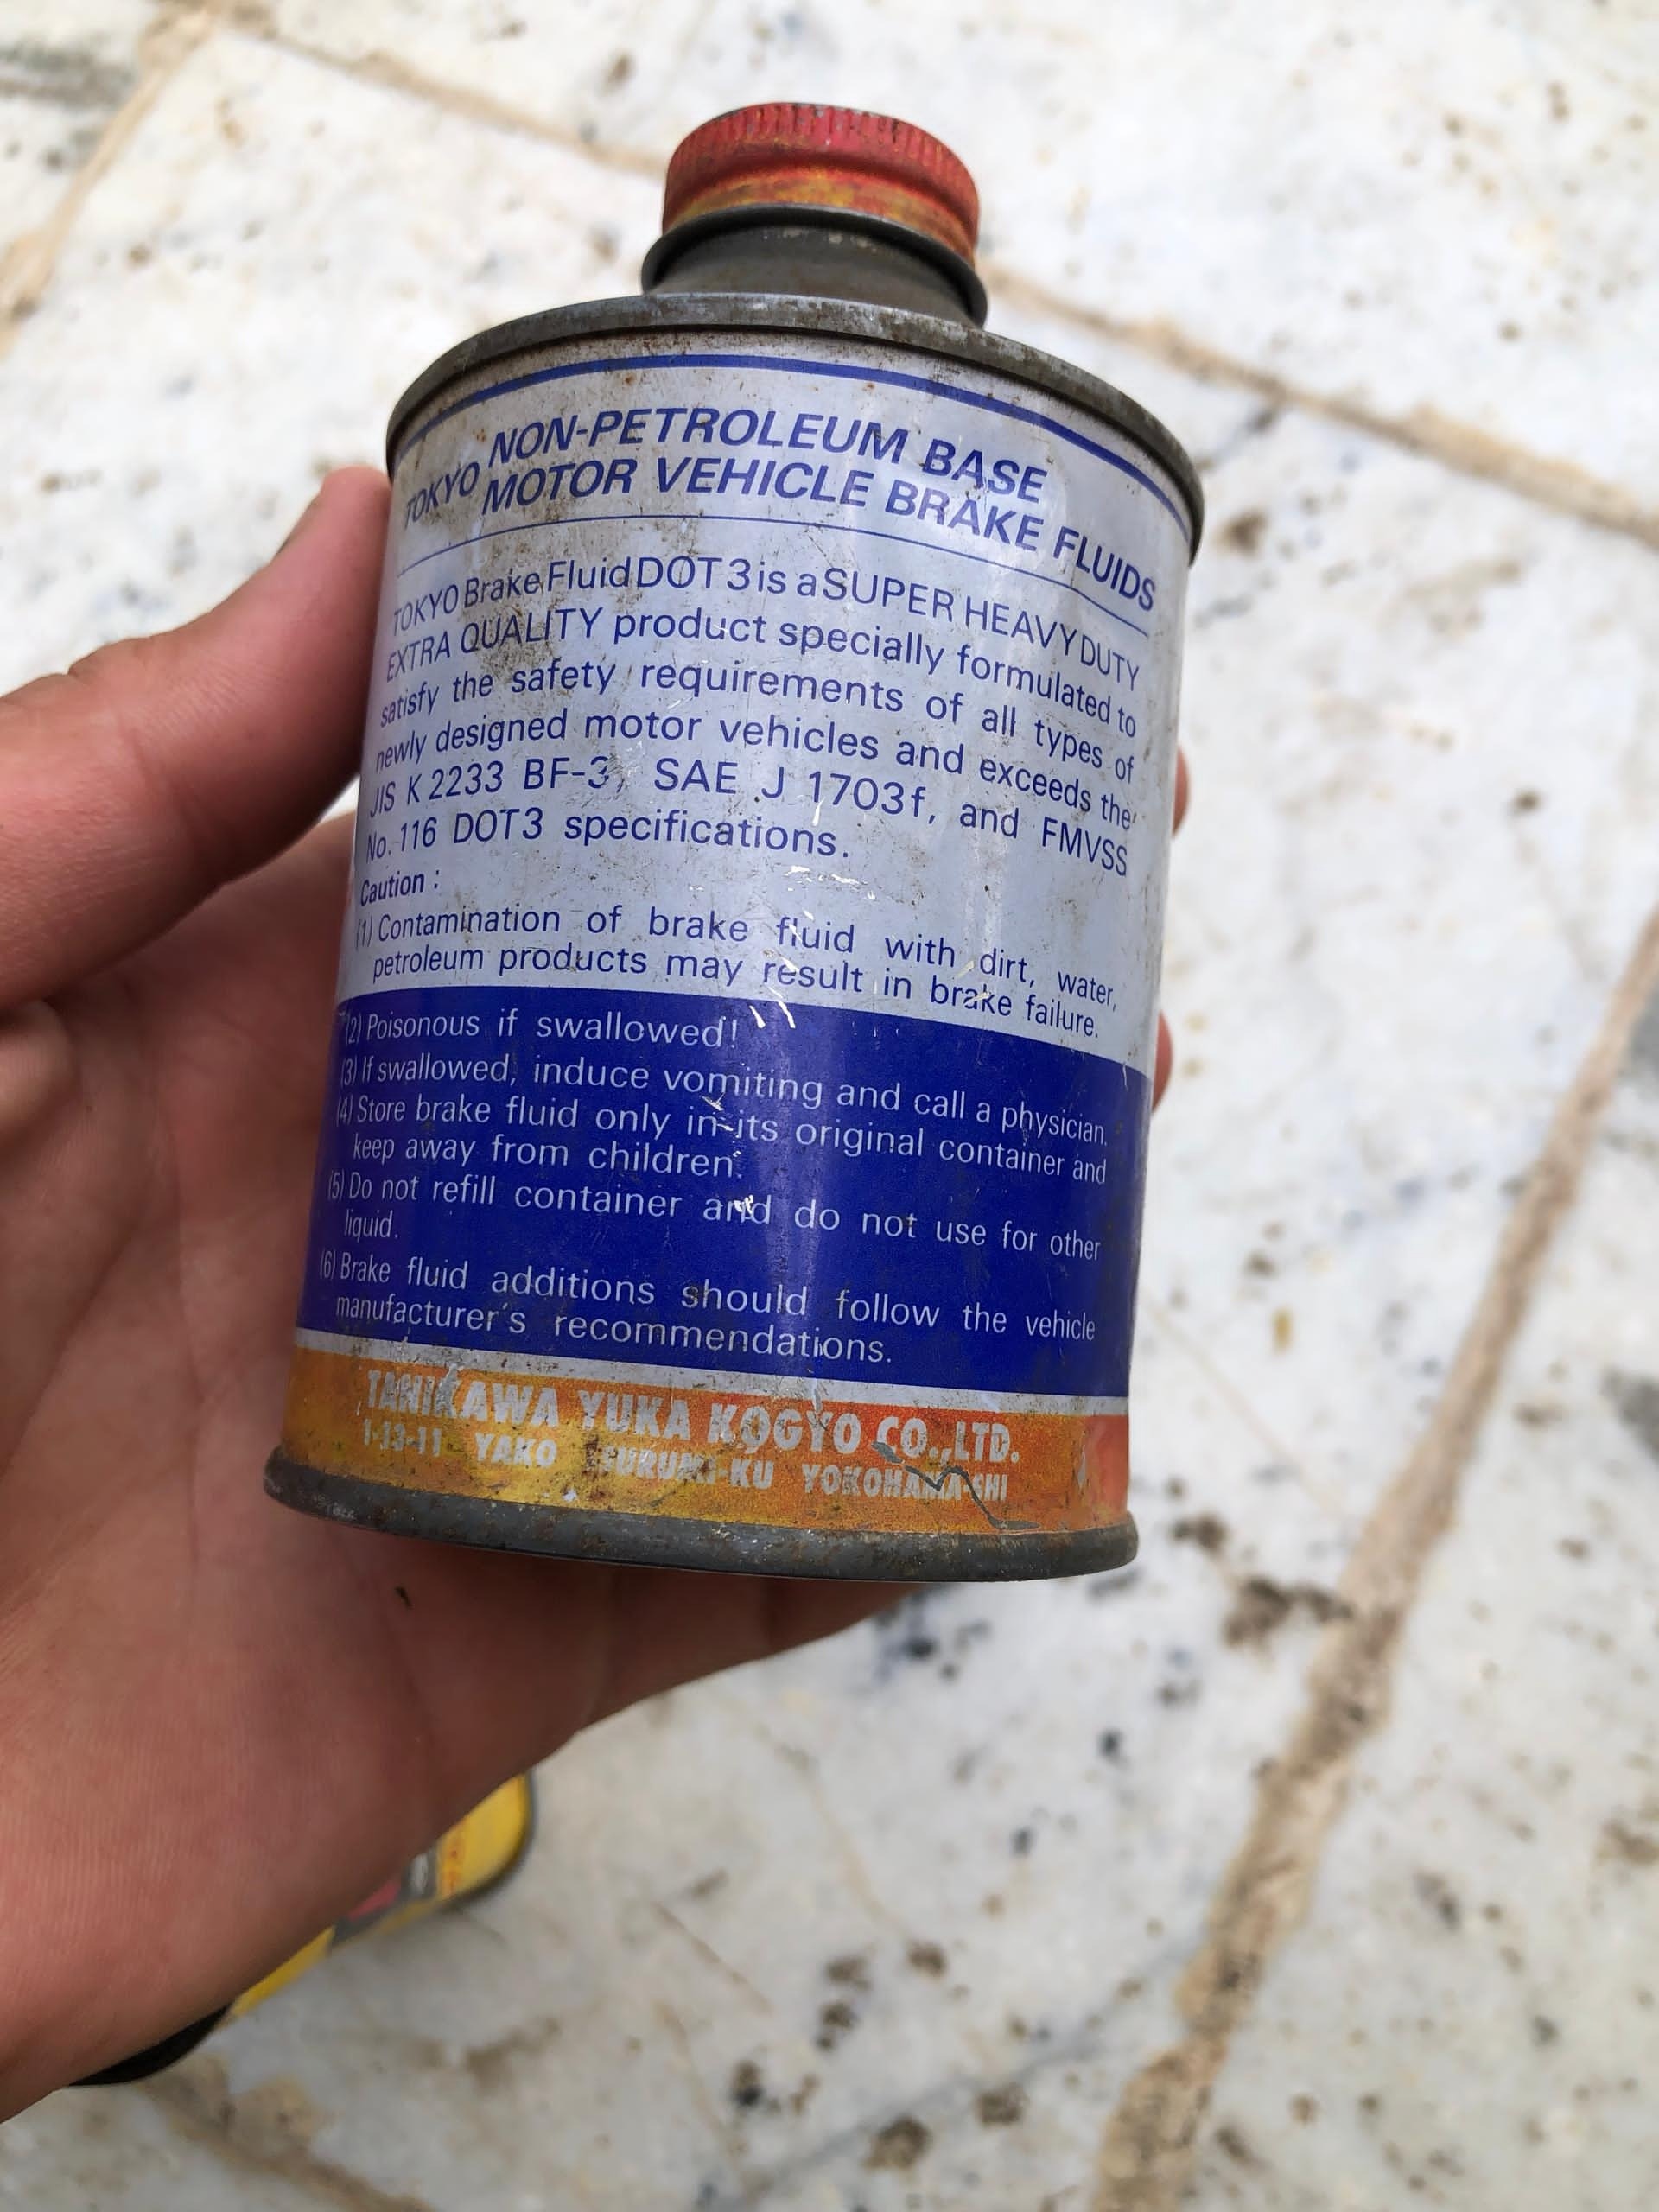 NON-PETROLEUM BASE
TOKYO MOTOR VEHICLE BRAKE FLUIDS
TOKYO Brake Fluid DOT 3 is a SUPER HEAVY DUTY
EXTRA QUALITY product specially formulated to
satisfy the safety requirements of all types of
newly designed motor vehicles and exceeds the
JIS K 2233 BF-3, SAE J 1703f, and FMVSS
No. 116 DOT3 specifications.
Caution :
(1) Contamination of brake fluid with dirt, water,
petroleum products may result in brake failure.
(2) Poisonous if swallowed!
(3) If swallowed, induce vomiting and call a physician.
(4) Store brake fluid only in its original container and
keep away from children.
(5) Do not refill container and do not use for other
liquid.
(6) Brake fluid additions should follow the vehicle
manufacturer's recommendations.
TANIKAWA YUKA KOGYO CO.,LTD.
1-13-11 YAKO TURUMI-KU YOKOHAMA-SHI